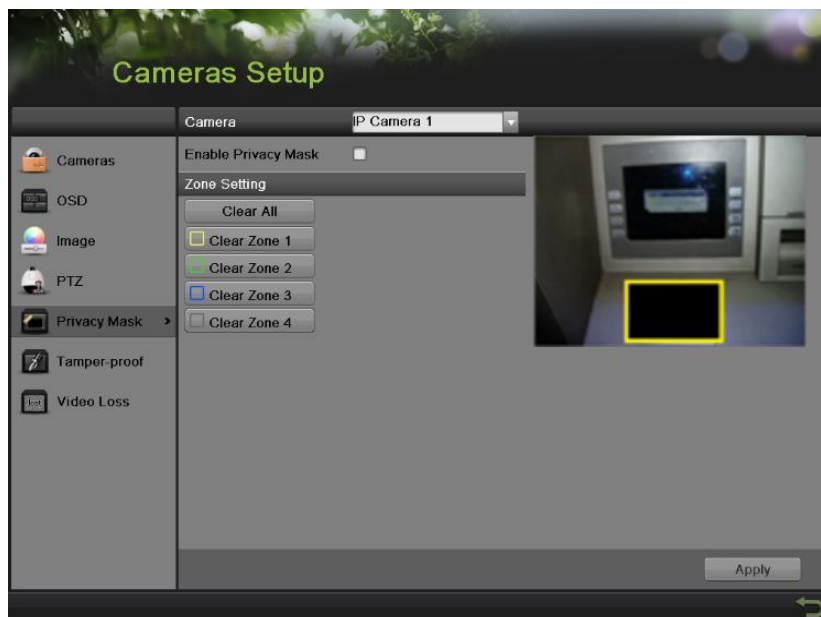 Cameras Setup
Camera IP Camera 1
Cameras
OSD
Image
PTZ
Privacy Mask
Tamper-proof
Video Loss
Enable Privacy Mask
Zone Setting
Clear All
Clear Zone 1
Clear Zone 2
Clear Zone 3
Clear Zone 4
Apply